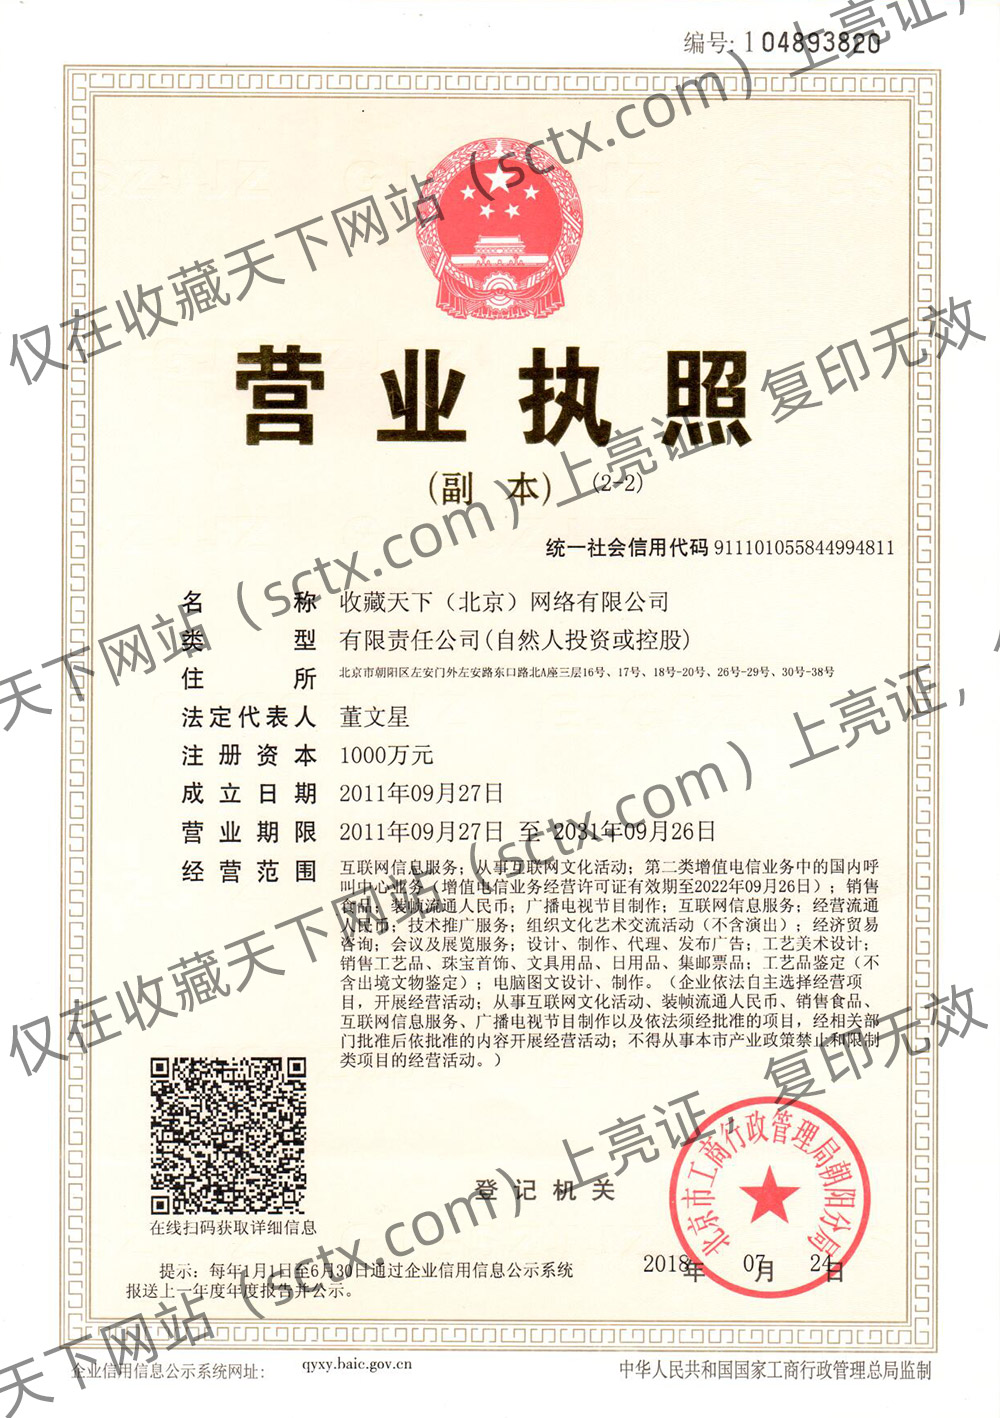 编号:104893820
营业执照
(副 本) (2-2)
统一社会信用代码 911101055844994811
名 称 收藏天下（北京）网络有限公司
类 型 有限责任公司(自然人投资或控股)
住 所 北京市朝阳区左安门外左安路东口路北A座三层16号、17号、18号-20号、26号-29号、30号-38号
法定代表人 董文星
注册资本 1000万元
成立日期 2011年09月27日
营业期限 2011年09月27日 至 2031年09月26日
经营范围 互联网信息服务；从事互联网文化活动；第二类增值电信业务中的国内呼
叫中心业务（增值电信业务经营许可证有效期至2022年09月26日）；销售
食品；装帧流通人民币；广播电视节目制作；互联网信息服务；经营流通
人民币；技术推广服务；组织文化艺术交流活动（不含演出）；经济贸易
咨询；会议及展览服务；设计、制作、代理、发布广告；工艺美术设计；
销售工艺品、珠宝首饰、文具用品、日用品、集邮票品；工艺品鉴定（不
含出境文物鉴定）；电脑图文设计、制作。（企业依法自主选择经营项
目，开展经营活动；从事互联网文化活动、装帧流通人民币、销售食品、
互联网信息服务、广播电视节目制作以及依法须经批准的项目，经相关部
门批准后依批准的内容开展经营活动；不得从事本市产业政策禁止和限制
类项目的经营活动。）
在线扫码获取详细信息
登记机关
北京市工商行政管理局朝阳分局
2018年 07月 24日
提示：每年1月1日至6月30日通过企业信用信息公示系统
报送上一年度年度报告并公示。
企业信用信息公示系统网址： qyxy.baic.gov.cn
中华人民共和国国家工商行政管理总局监制
仅在收藏天下网站（sctx.com）上亮证，
天下网站（sctx.com）上亮证，复印无效
仅在收藏天下网站（sctx.com）上亮证，
天下网站（sctx.com）上亮证，复印无效